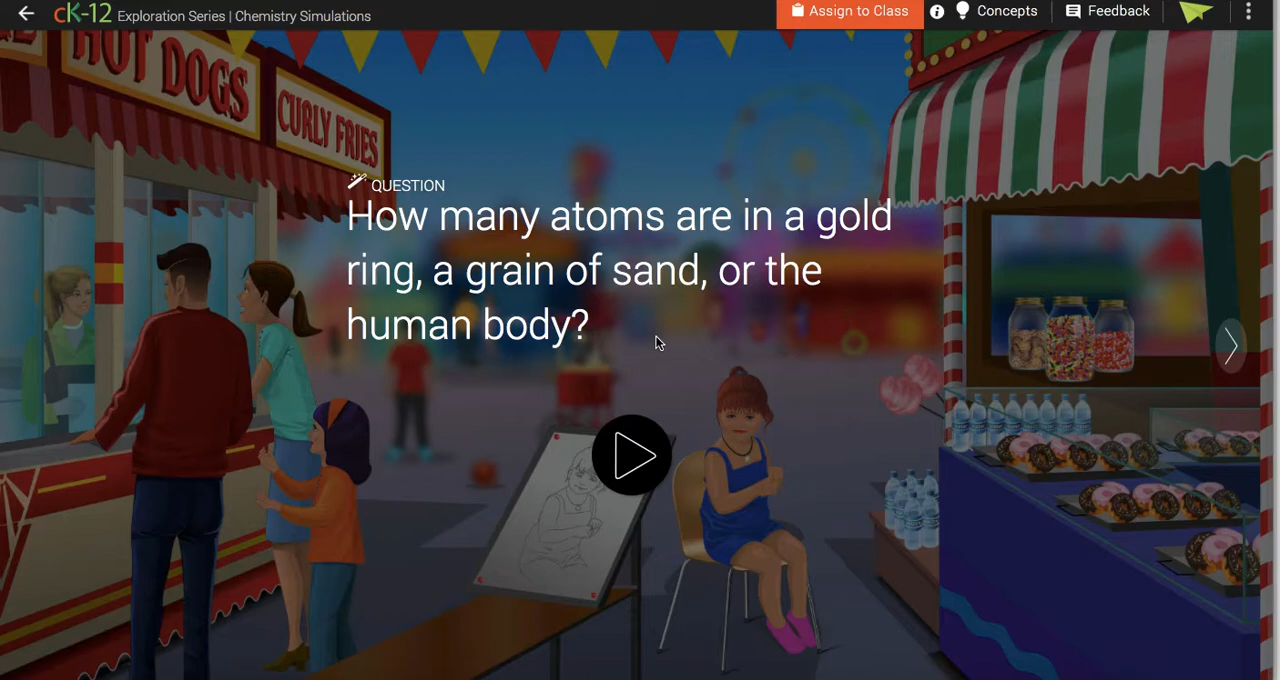 cK-12 Exploration Series | Chemistry Simulations
Assign to Class
Concepts
Feedback
HOT DOGS
CURLY FRIES
QUESTION
How many atoms are in a gold
ring, a grain of sand, or the
human body?